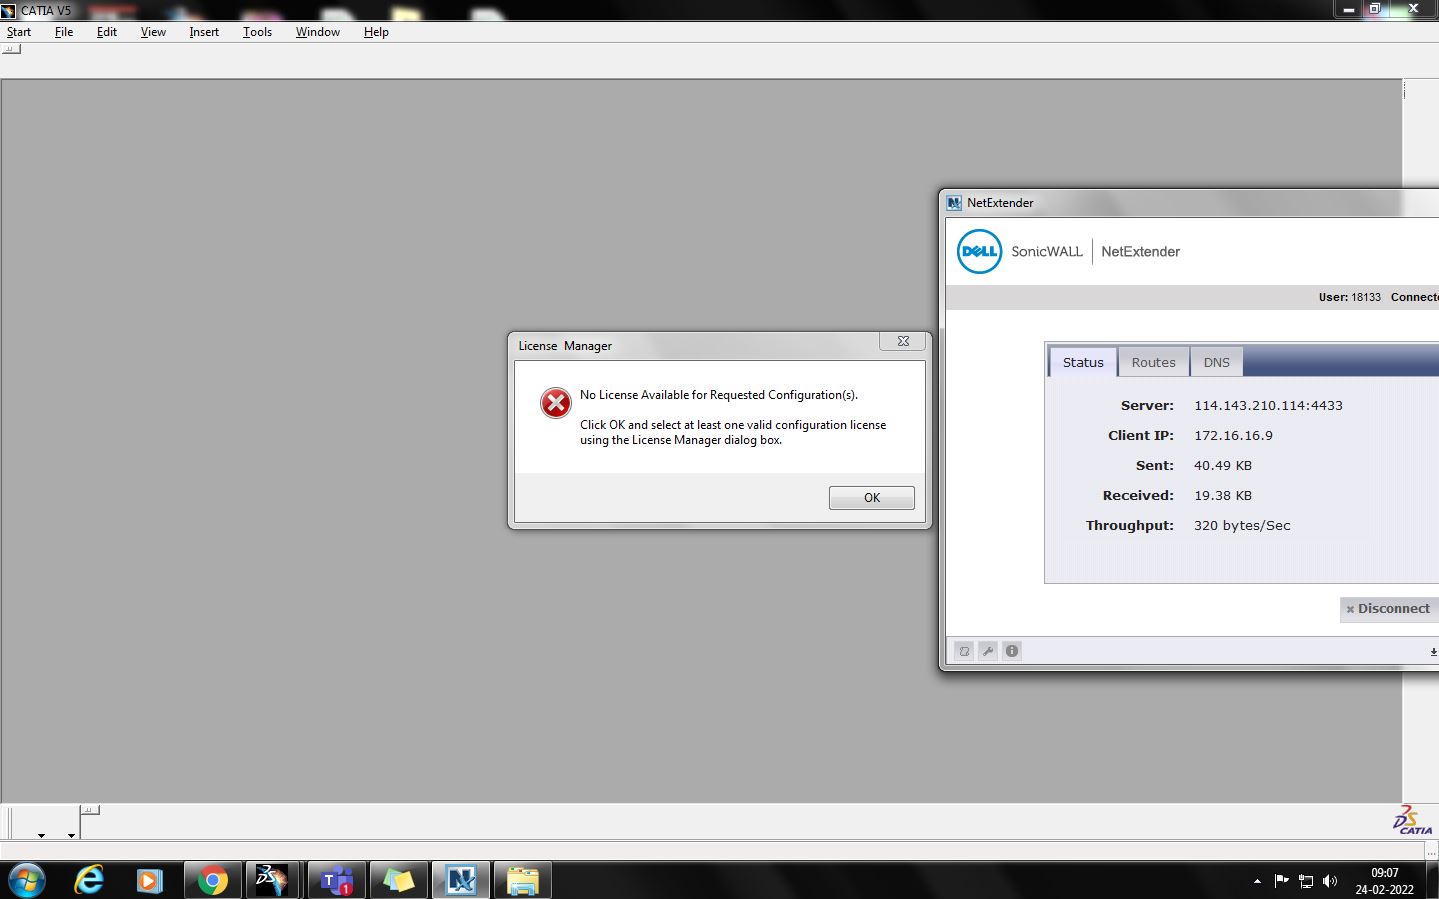 CATIA V5
Start File Edit View Insert Tools Window Help
NetExtender
DELL SonicWALL NetExtender
User: 18133
License Manager
No License Available for Requested Configuration(s).
Click OK and select at least one valid configuration license
using the License Manager dialog box.
OK
Status Routes DNS
Server: 114.143.210.114:4433
Client IP: 172.16.16.9
Sent: 40.49 KB
Received: 19.38 KB
Throughput: 320 bytes/Sec
Disconnect
CATIA
1
09:07
24-02-2022